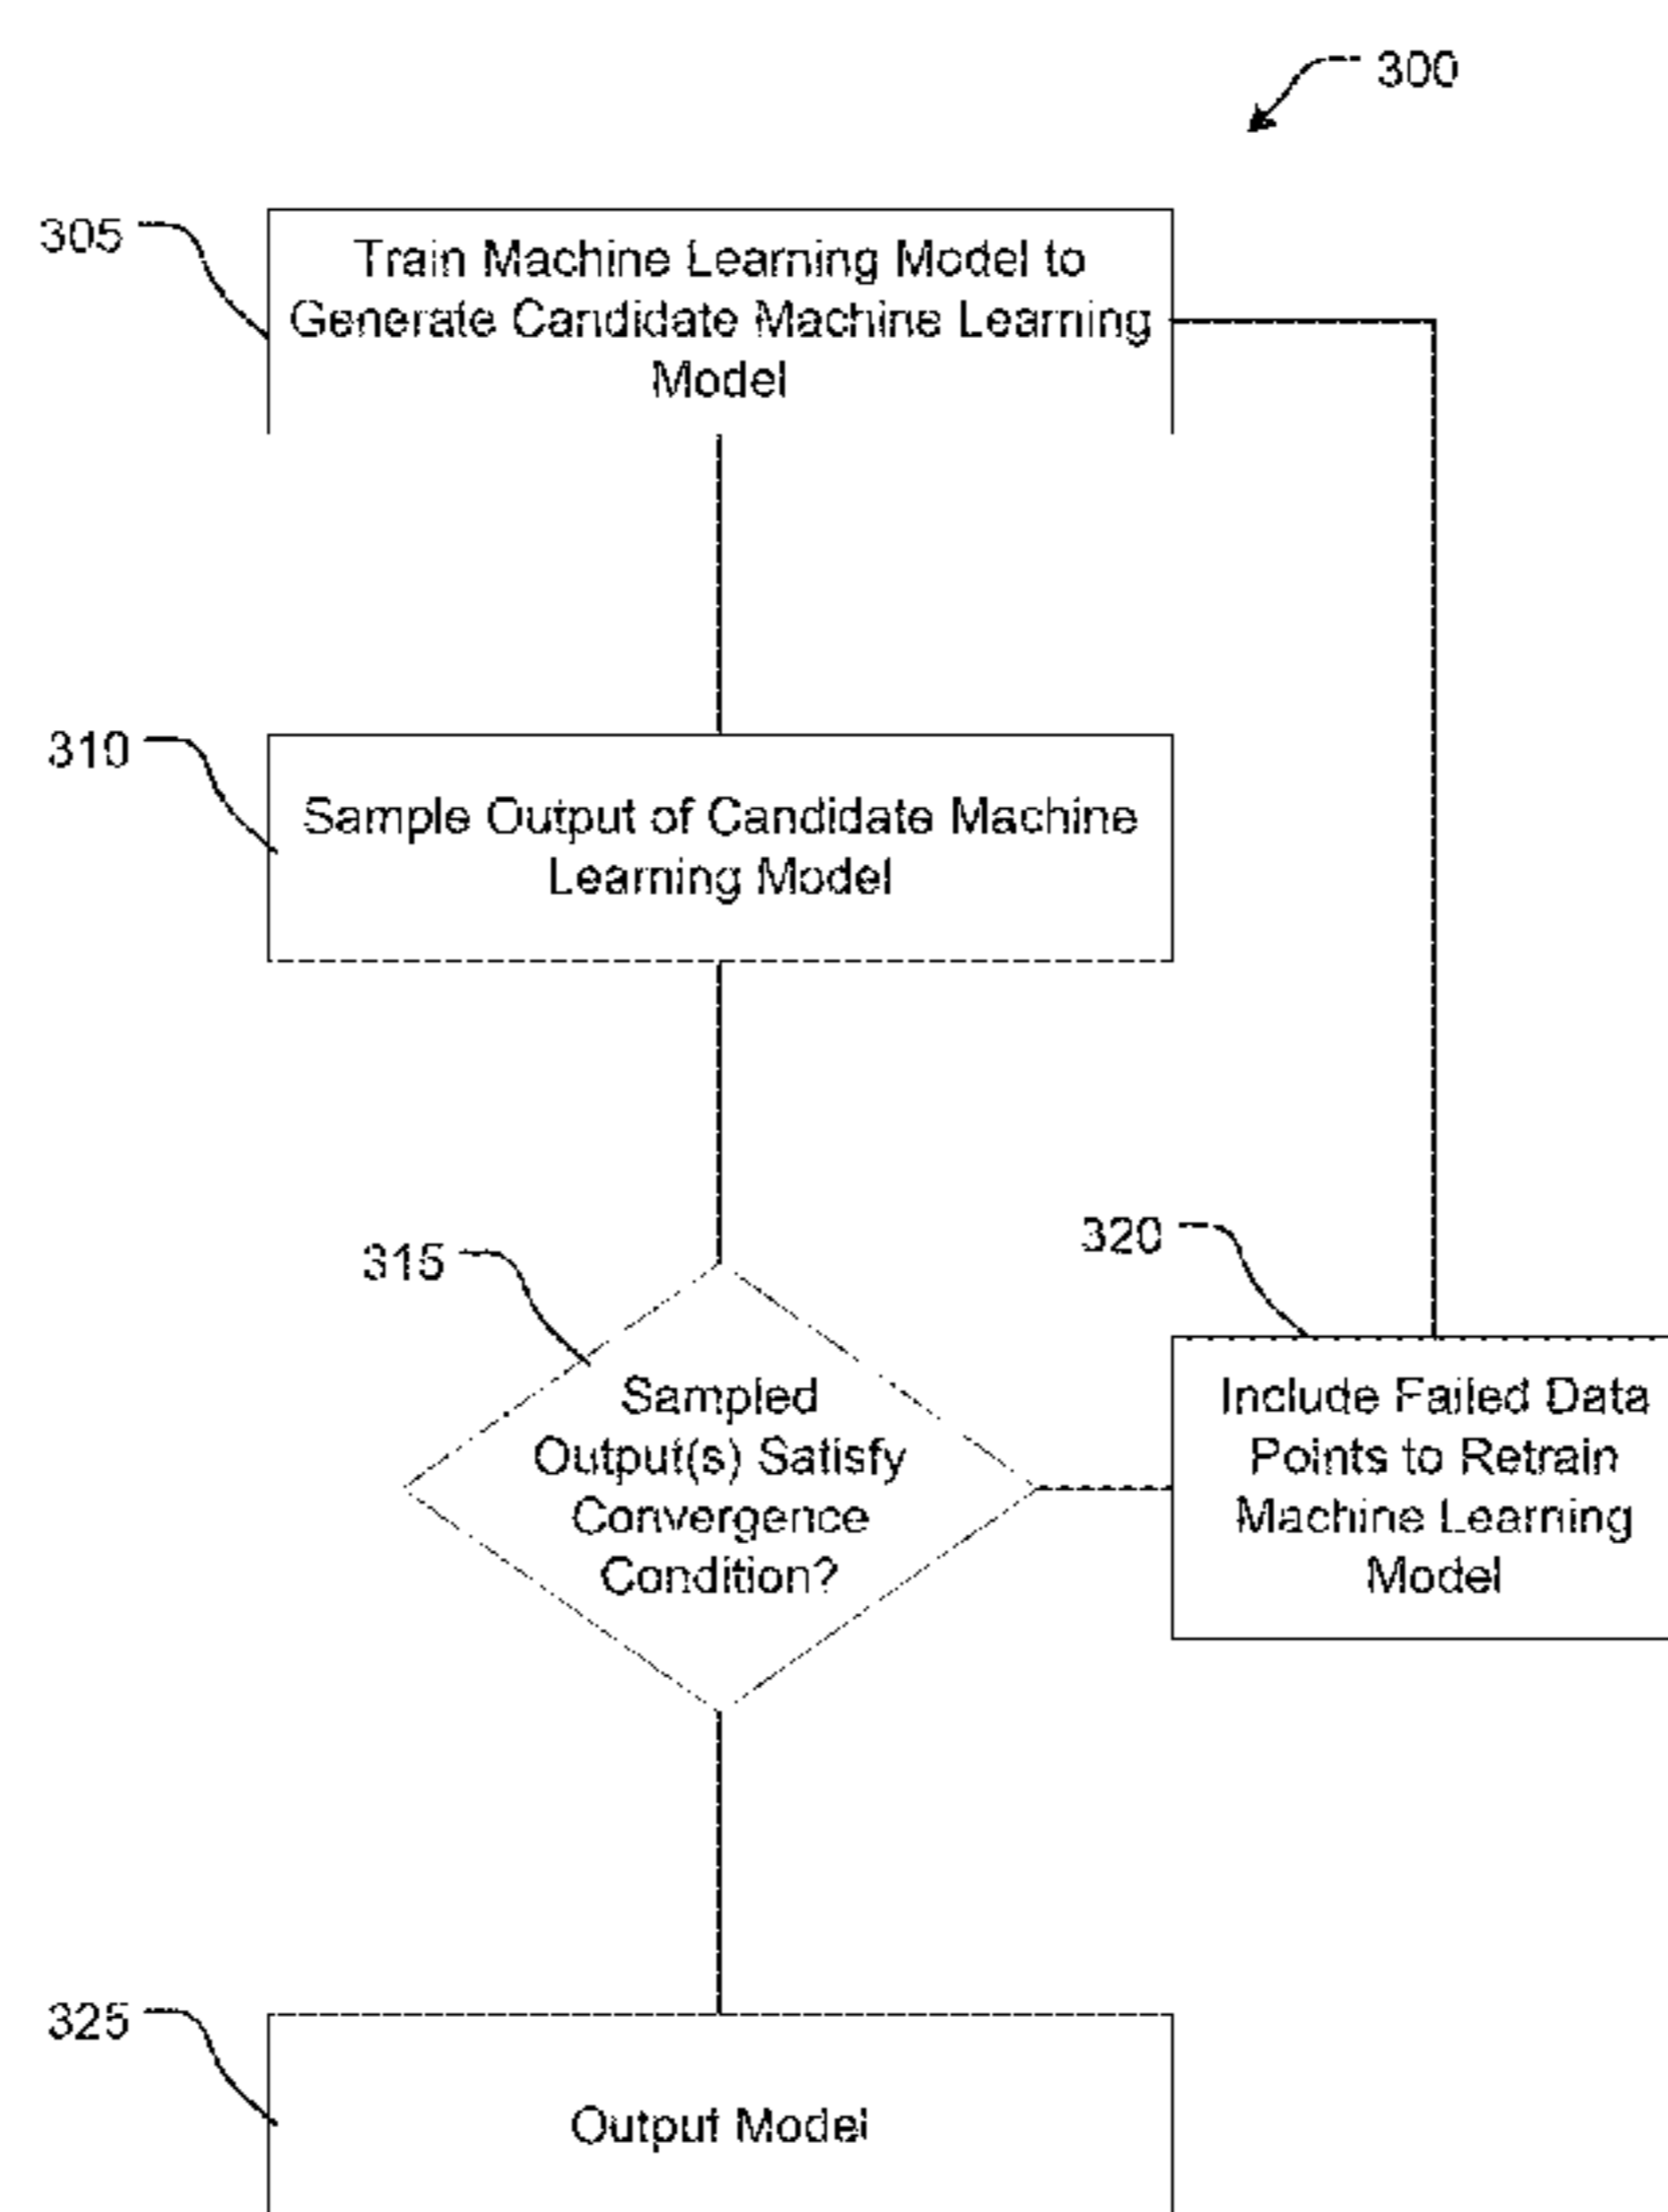 300
305
Train Machine Learning Model to
Generate Candidate Machine Learning
Model
310
Sample Output of Candidate Machine
Learning Model
315
Sampled
Output(s) Satisfy
Convergence
Condition?
320
Include Failed Data
Points to Retrain
Machine Learning
Model
325
Output Model